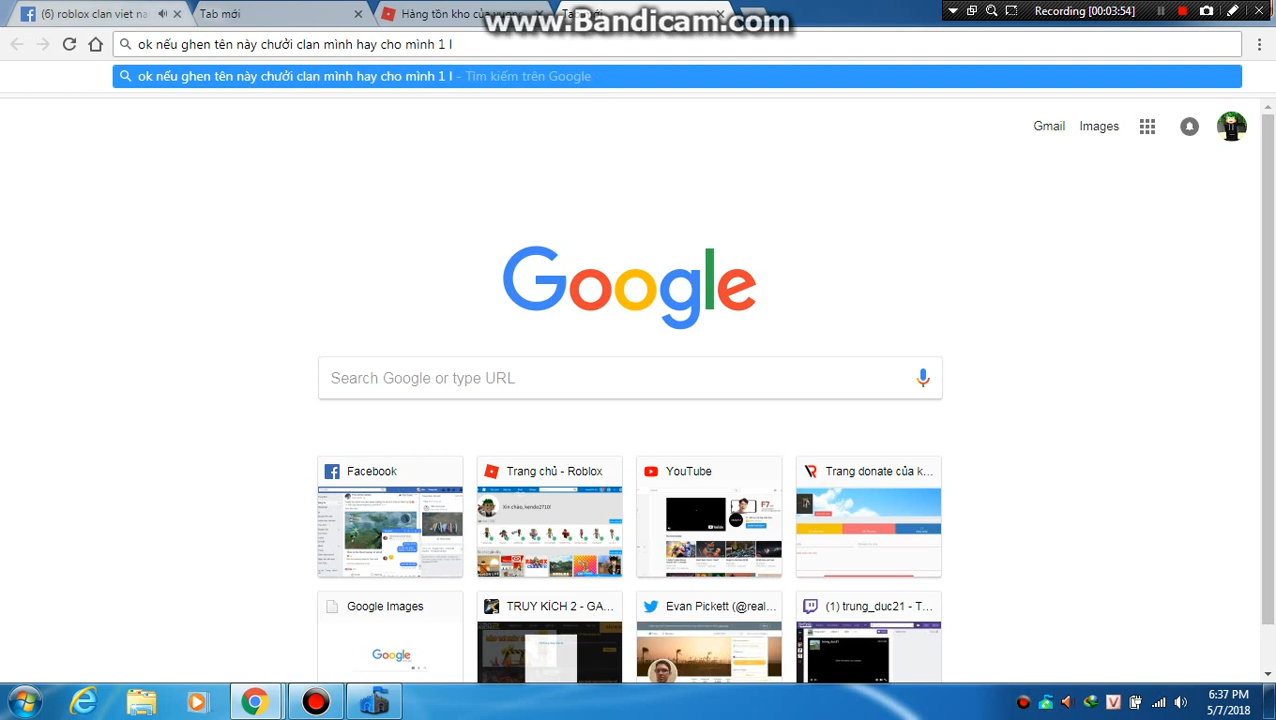 Roblox clan viet na
Tab mới
Hàng tồn kho của
www.Bandicam.com
Recording [00:03:54]
ok nếu ghen tên này chưởi clan mình hay cho mình 1 l
ok nếu ghen tên này chưởi clan mình hay cho mình 1 l - Tìm kiếm trên Google
Gmail Images
Google
Search Google or type URL
Facebook
Trang chủ - Roblox
YouTube
Trang donate của k...
Xin chào, kendo2710!
Google Images
TRUY KÍCH 2 - GA...
Evan Pickett (@real...
(1) trung_duc21 - T...
Google
6:37 PM
5/7/2018